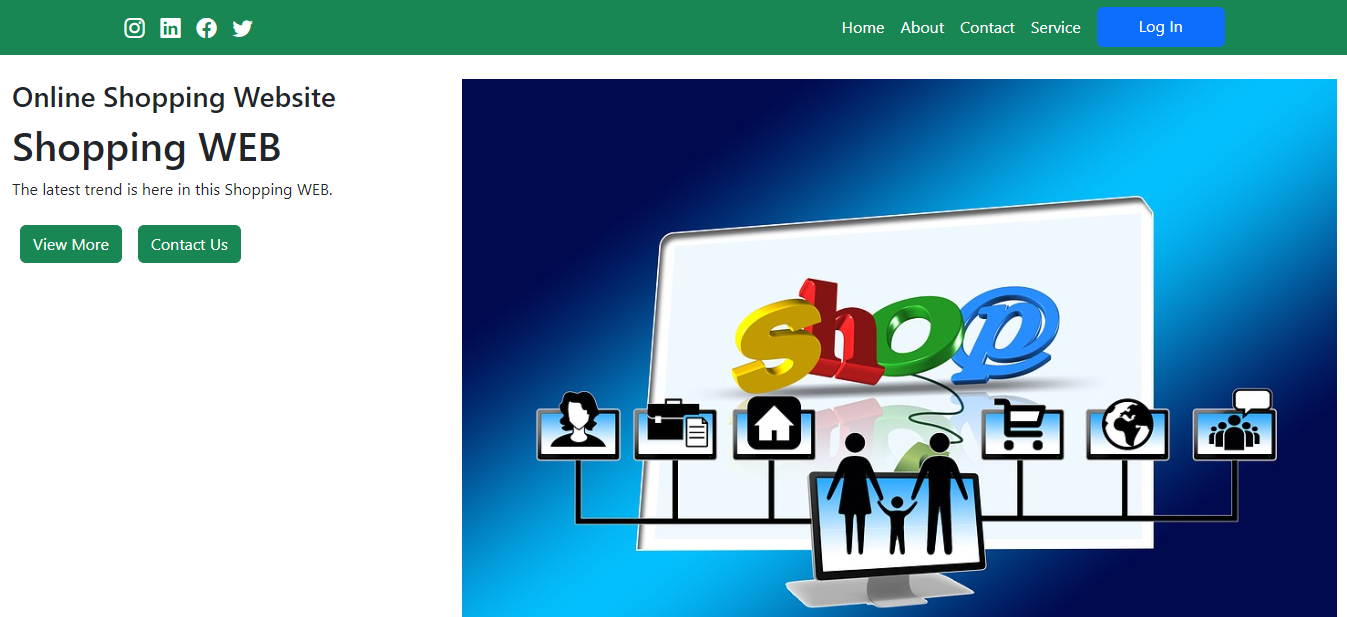 Home About Contact Service Log In
Online Shopping Website
Shopping WEB
The latest trend is here in this Shopping WEB.
View More Contact Us
shop